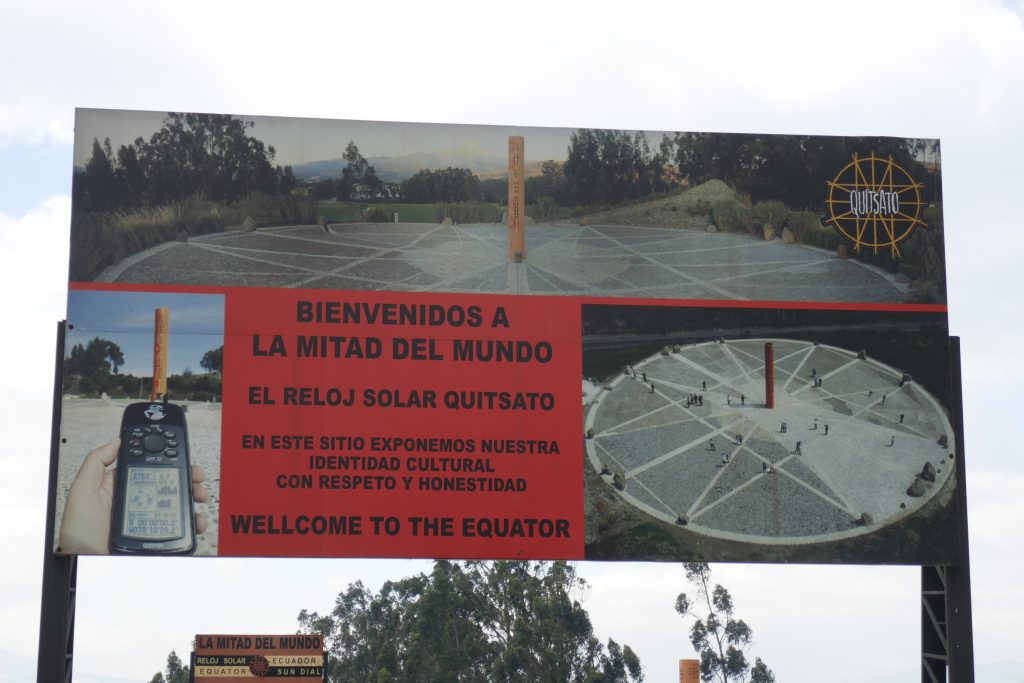 QUITSATO
BIENVENIDOS A
LA MITAD DEL MUNDO
EL RELOJ SOLAR QUITSATO
EN ESTE SITIO EXPONEMOS NUESTRA
IDENTIDAD CULTURAL
CON RESPETO Y HONESTIDAD
WELLCOME TO THE EQUATOR
GARMIN
LA MITAD DEL MUNDO
RELOJ SOLAR ECUADOR
EQUATOR SUN DIAL